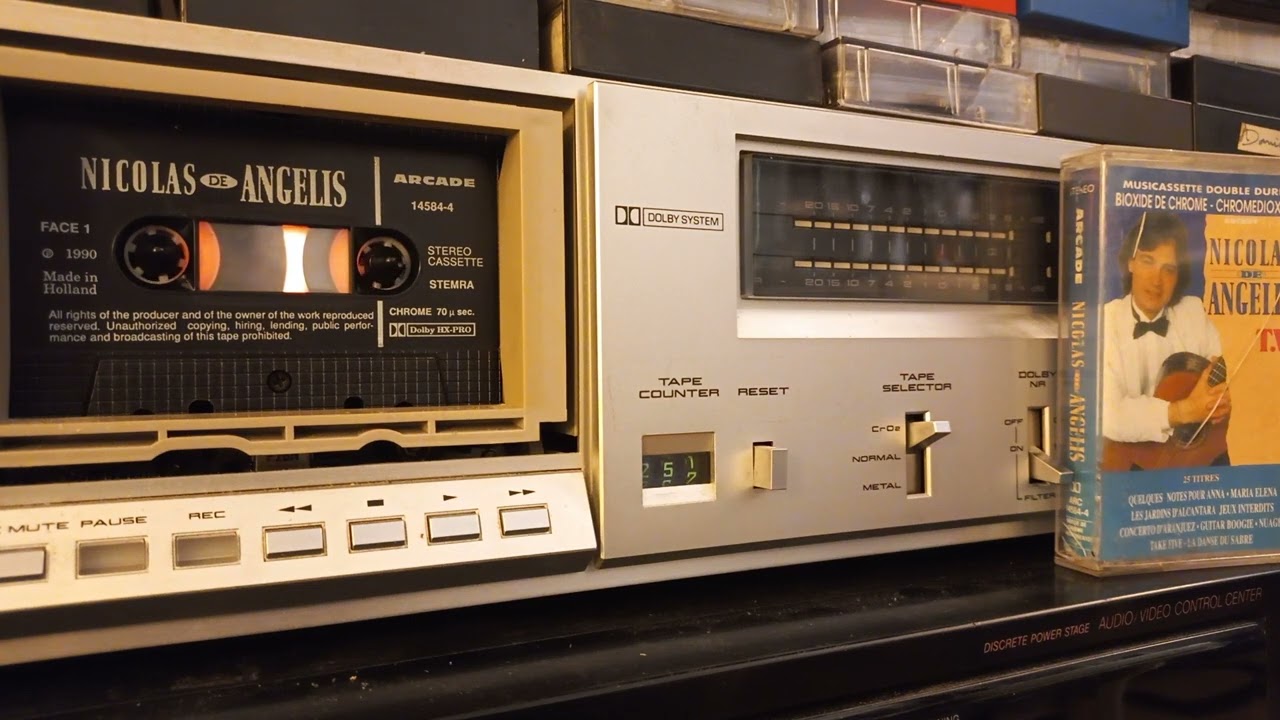 NICOLAS DE ANGELIS
ARCADE
14584-4
FACE 1
℗ 1990
Made in
Holland
STEREO
CASSETTE
STEMRA
All rights of the producer and of the owner of the work reproduced
reserved. Unauthorized copying, hiring, lending, public perfor-
mance and broadcasting of this tape prohibited.
CHROME 70 µ sec.
Dolby HX-PRO
MUTE
PAUSE
REC
DOLBY SYSTEM
20 15 10 7 4 2
20 15 10 7 4 2
TAPE
COUNTER
RESET
TAPE
SELECTOR
CrO2
NORMAL
METAL
DOLBY
NR
OFF
ON
FILTER
ARCADE
NICOLAS DE ANGELIS
MUSICASSETTE DOUBLE
BIOXIDE DE CHROME -
NICOLA
DE
ANGEL
25 TITRES
QUELQUES NOTES POUR ANNA • MARIA ELENA
LES JARDINS D'ALCANTARA JEUX INTERDITS
CONCERTO D'ARANJUEZ • GUITAR BOOGIE •
TAKE FIVE • LA DANSE DU SABRE
DISCRETE POWER STAGE AUDIO/VIDEO CONTROL CENTER